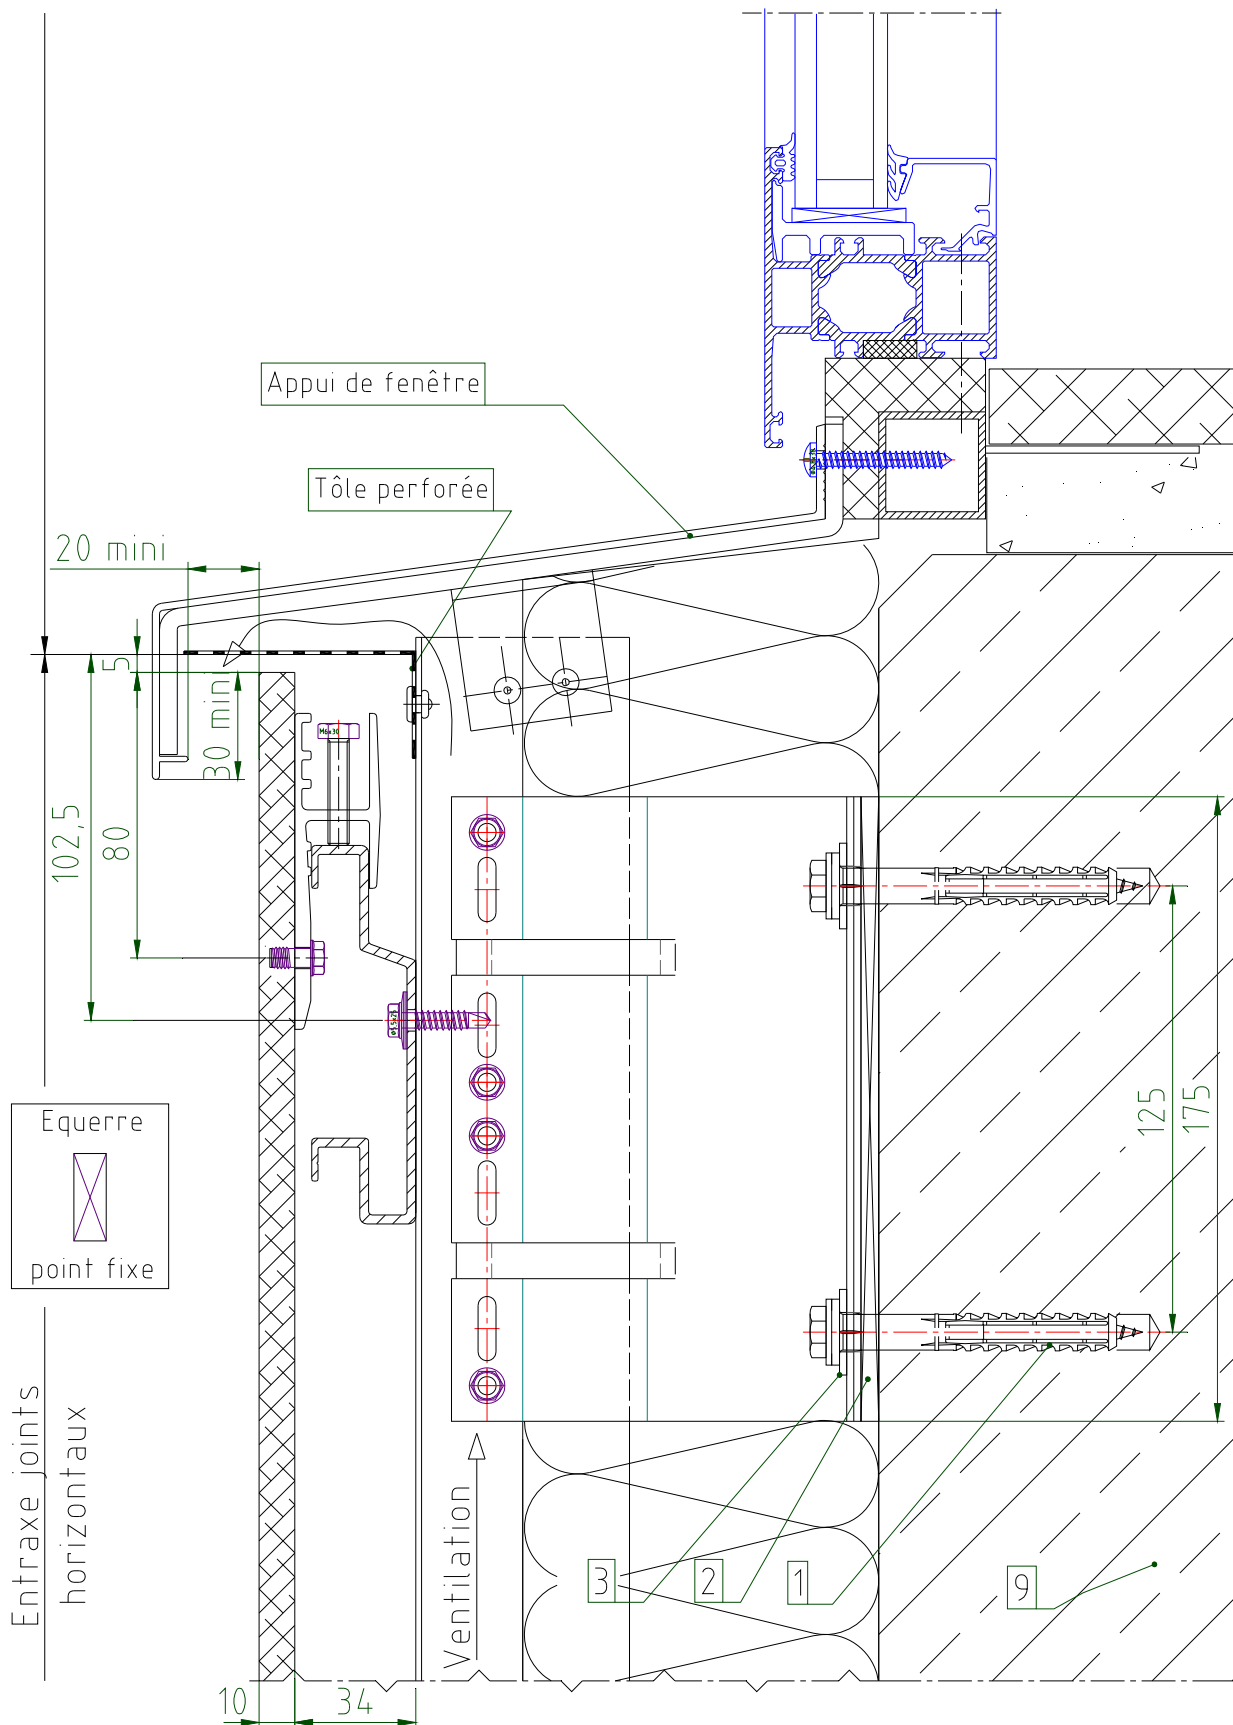 Appui de fenêtre
Tôle perforée
20 mini
5
30 mini
M6x30
102,5
80
Equerre
point fixe
125
175
Entraxe joints
horizontaux
Ventilation
3
2
1
9
10
34